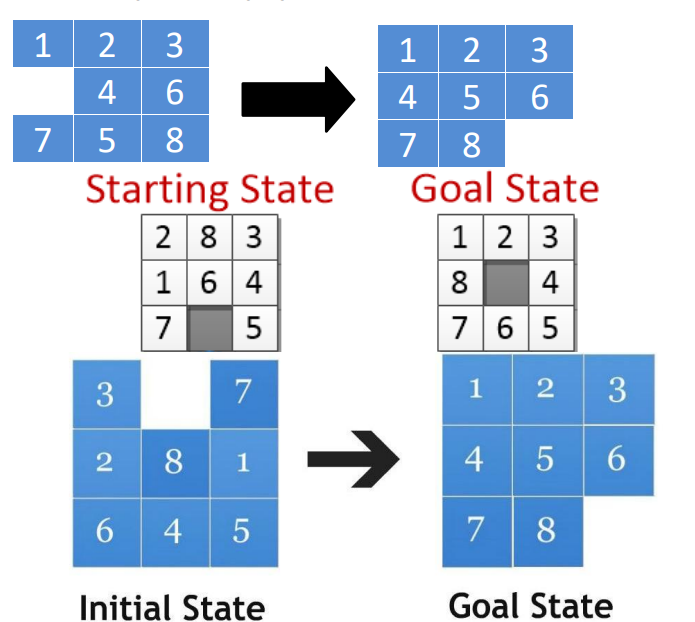 1 2 3
4 6
7 5 8
1 2 3
4 5 6
7 8
Starting State
Goal State
2 8 3
1 6 4
7 5
1 2 3
8 4
7 6 5
3 7
2 8 1
6 4 5
1 2 3
4 5 6
7 8
Initial State
Goal State